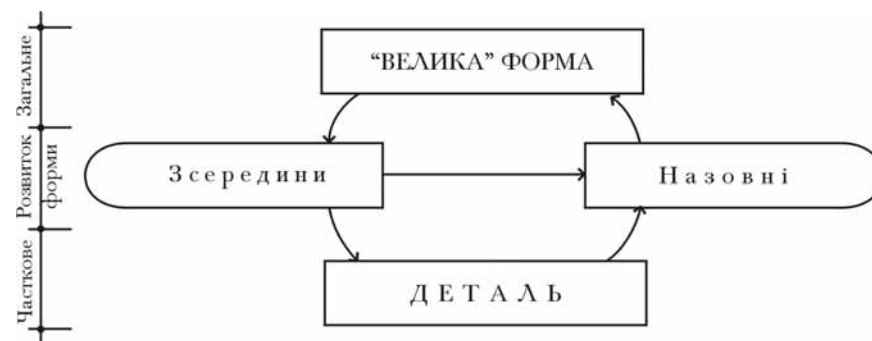 Загальне
“ВЕЛИКА” ФОРМА
Розвиток
форми
Зсередини
Назовні
Часткове
ДЕТАЛЬ